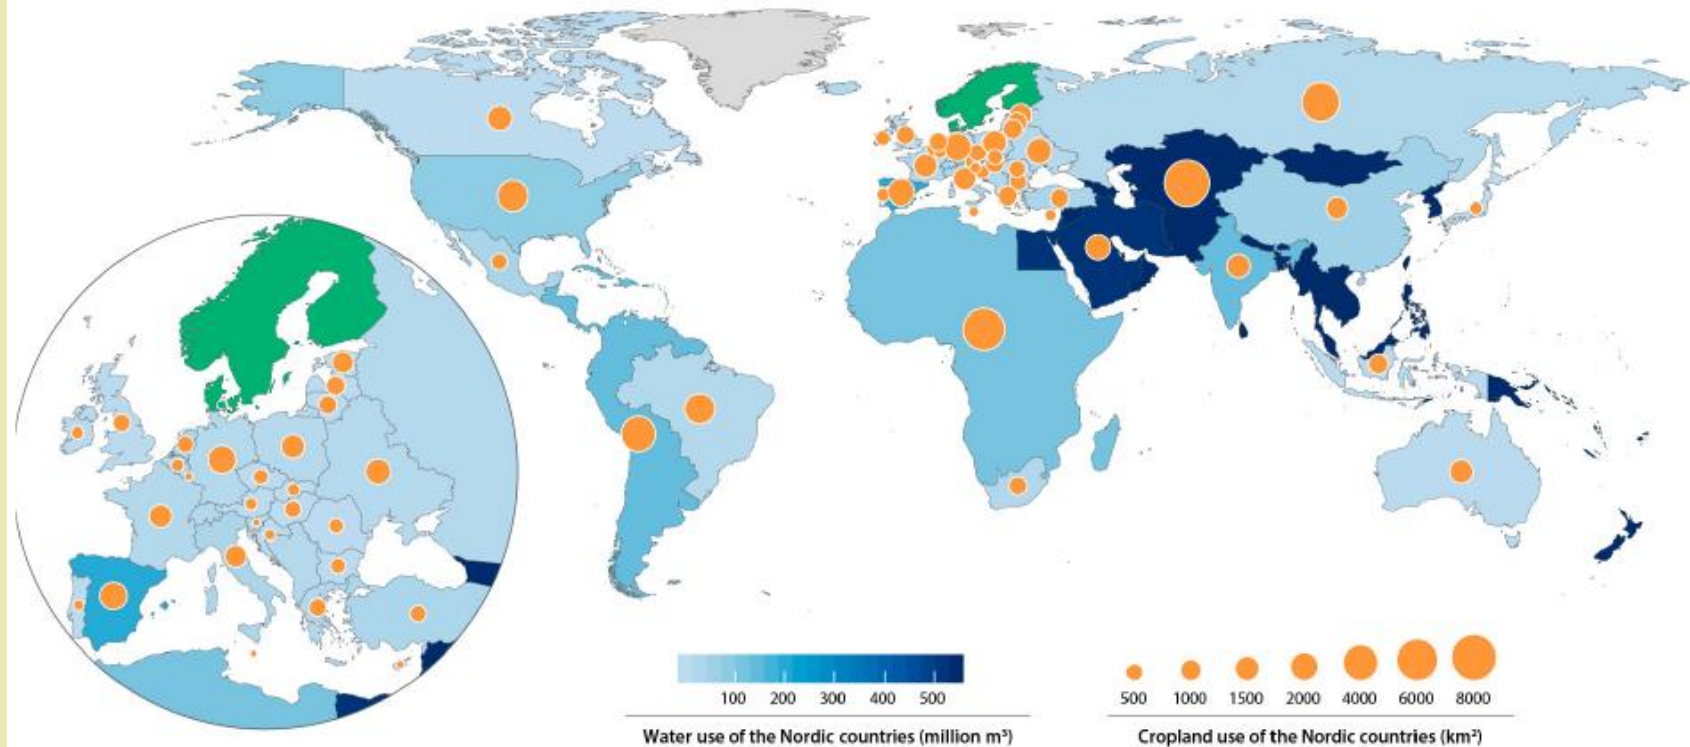 100 200 300 400 500
Water use of the Nordic countries (million m³)
500 1000 1500 2000 4000 6000 8000
Cropland use of the Nordic countries (km²)